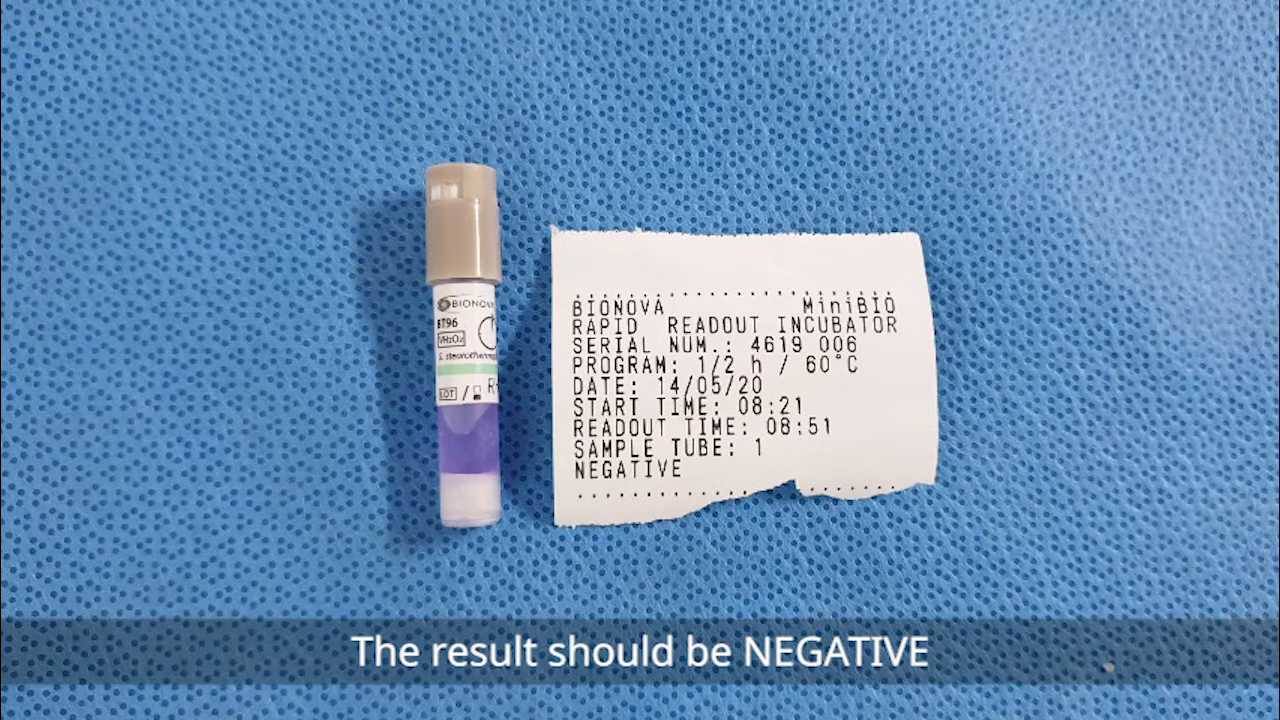 BIONOVA
BT96
VH2O2
LOT
BIONOVA MiniBIO
RAPID READOUT INCUBATOR
SERIAL NUM.: 4619 006
PROGRAM: 1/2 h / 60°C
DATE: 14/05/20
START TIME: 08:21
READOUT TIME: 08:51
SAMPLE TUBE: 1
NEGATIVE
The result should be NEGATIVE